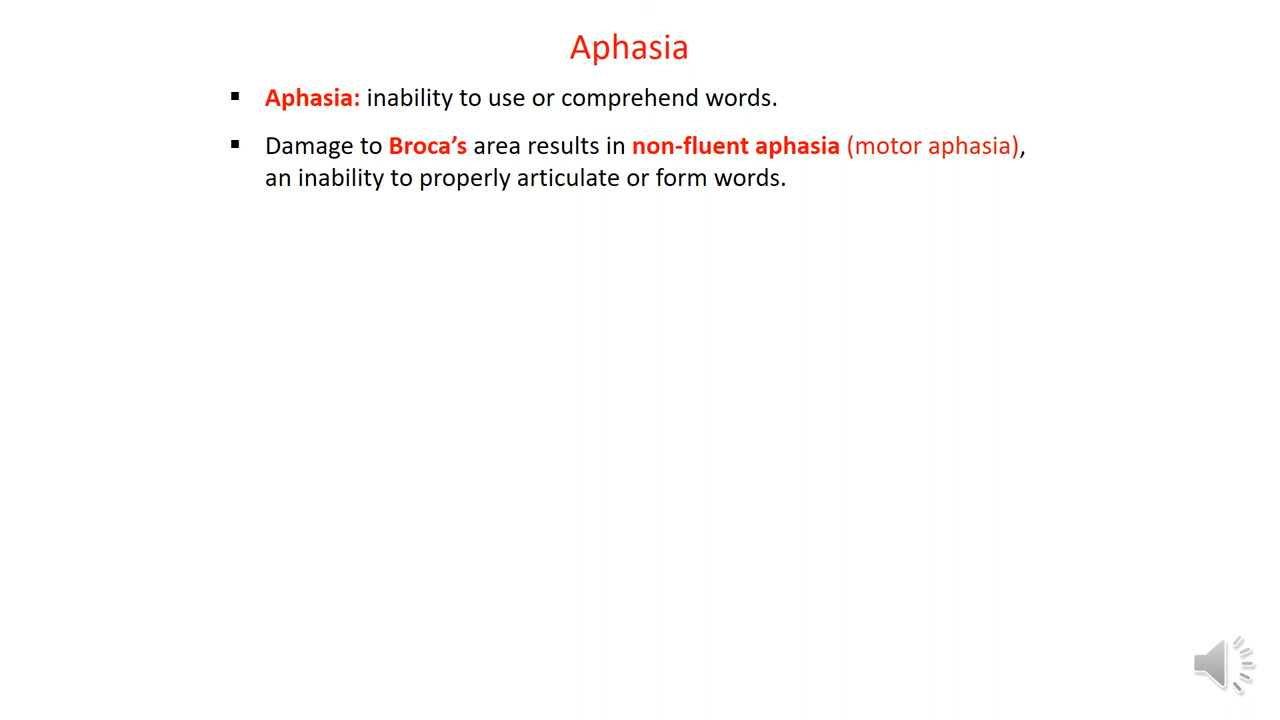 Aphasia
▪ Aphasia: inability to use or comprehend words.
▪ Damage to Broca’s area results in non-fluent aphasia (motor aphasia),
an inability to properly articulate or form words.